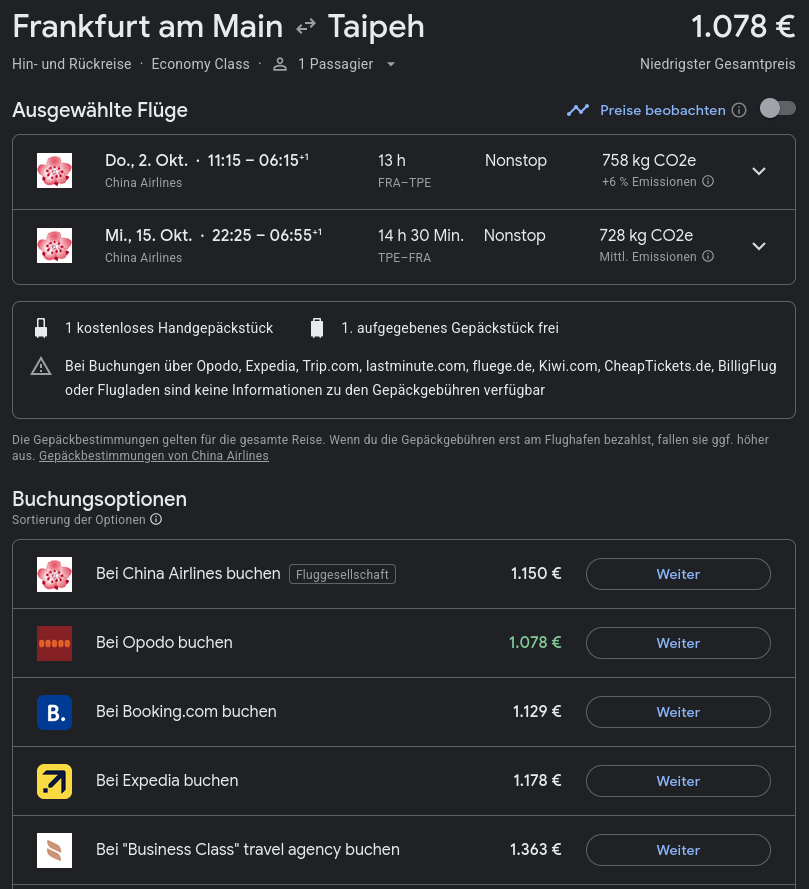 Frankfurt am Main ↔ Taipeh 1.078 €
Hin- und Rückreise · Economy Class · 1 Passagier Niedrigster Gesamtpreis
Ausgewählte Flüge Preise beobachten
Do., 2. Okt. · 11:15 – 06:15+1 13 h Nonstop 758 kg CO2e
China Airlines FRA–TPE +6 % Emissionen
Mi., 15. Okt. · 22:25 – 06:55+1 14 h 30 Min. Nonstop 728 kg CO2e
China Airlines TPE–FRA Mittl. Emissionen
1 kostenloses Handgepäckstück 1. aufgegebenes Gepäckstück frei
Bei Buchungen über Opodo, Expedia, Trip.com, lastminute.com, fluege.de, Kiwi.com, CheapTickets.de, BilligFlug
oder Flugladen sind keine Informationen zu den Gepäckgebühren verfügbar
Die Gepäckbestimmungen gelten für die gesamte Reise. Wenn du die Gepäckgebühren erst am Flughafen bezahlst, fallen sie ggf. höher
aus. Gepäckbestimmungen von China Airlines
Buchungsoptionen
Sortierung der Optionen
Bei China Airlines buchen Fluggesellschaft 1.150 € Weiter
Bei Opodo buchen 1.078 € Weiter
B. Bei Booking.com buchen 1.129 € Weiter
Bei Expedia buchen 1.178 € Weiter
Bei "Business Class" travel agency buchen 1.363 € Weiter